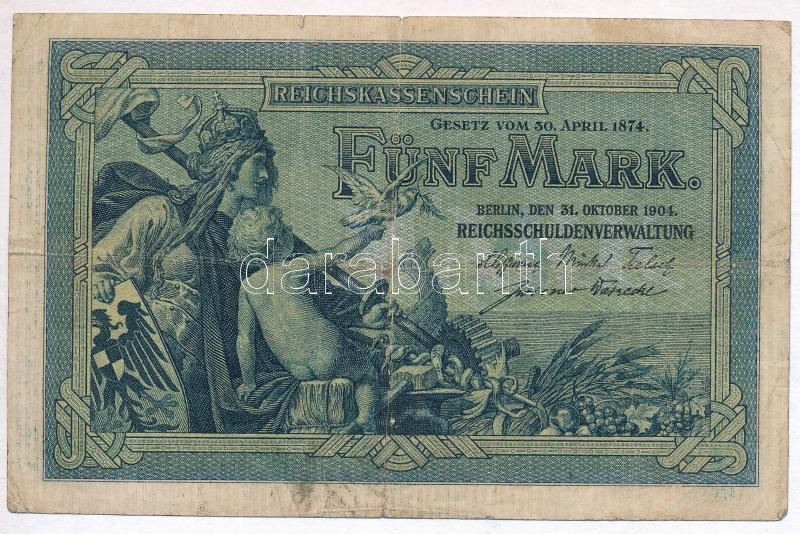 REICHSKASSENSCHEIN
GESETZ VOM 30. APRIL 1874.
FÜNF MARK.
BERLIN, DEN 31. OKTOBER 1904.
REICHSSCHULDENVERWALTUNG
darabanth